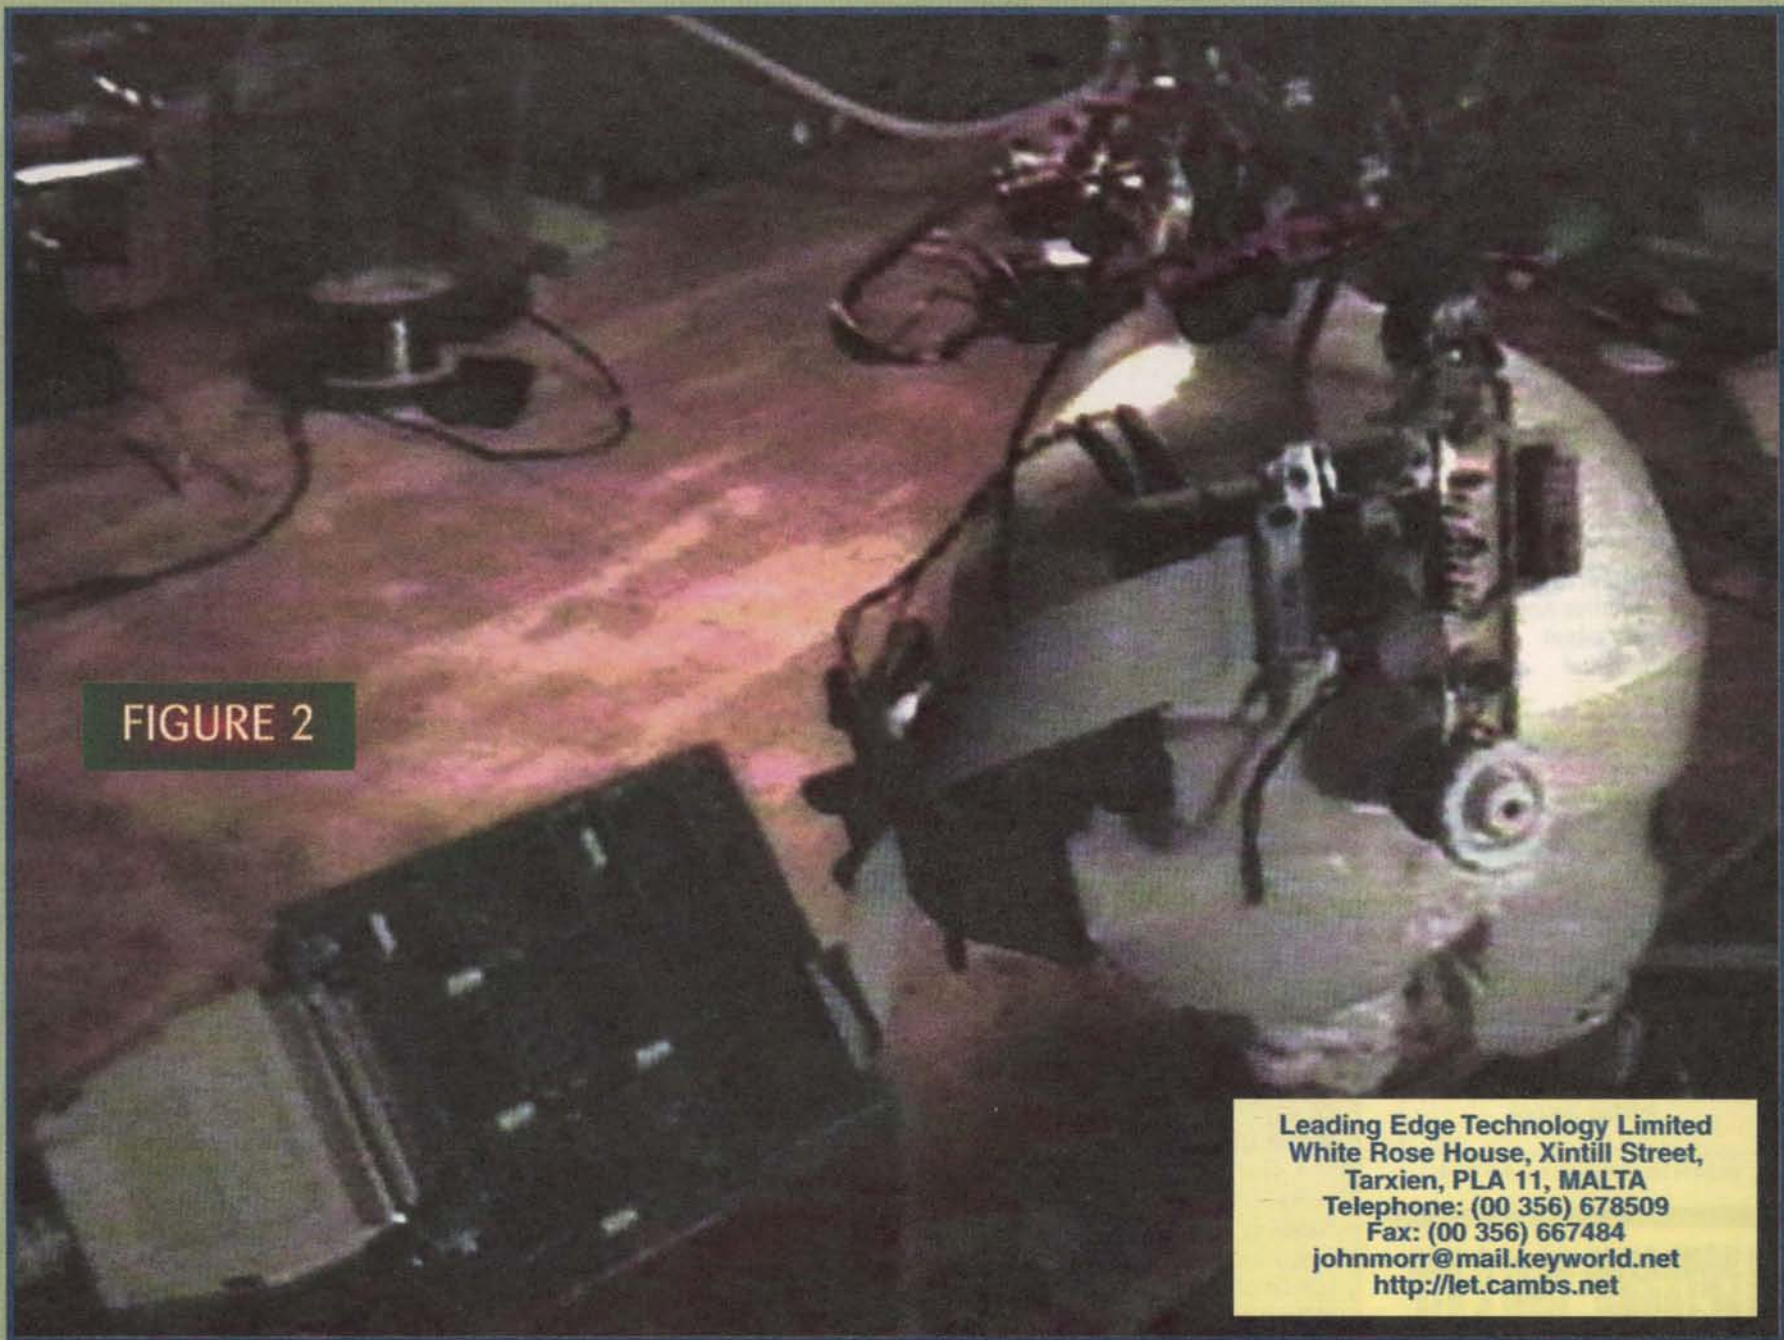 FIGURE 2
Leading Edge Technology Limited
White Rose House, Xintill Street,
Tarxien, PLA 11, MALTA
Telephone: (00 356) 678509
Fax: (00 356) 667484
johnmorr@mail.keyworld.net
http://let.cambs.net